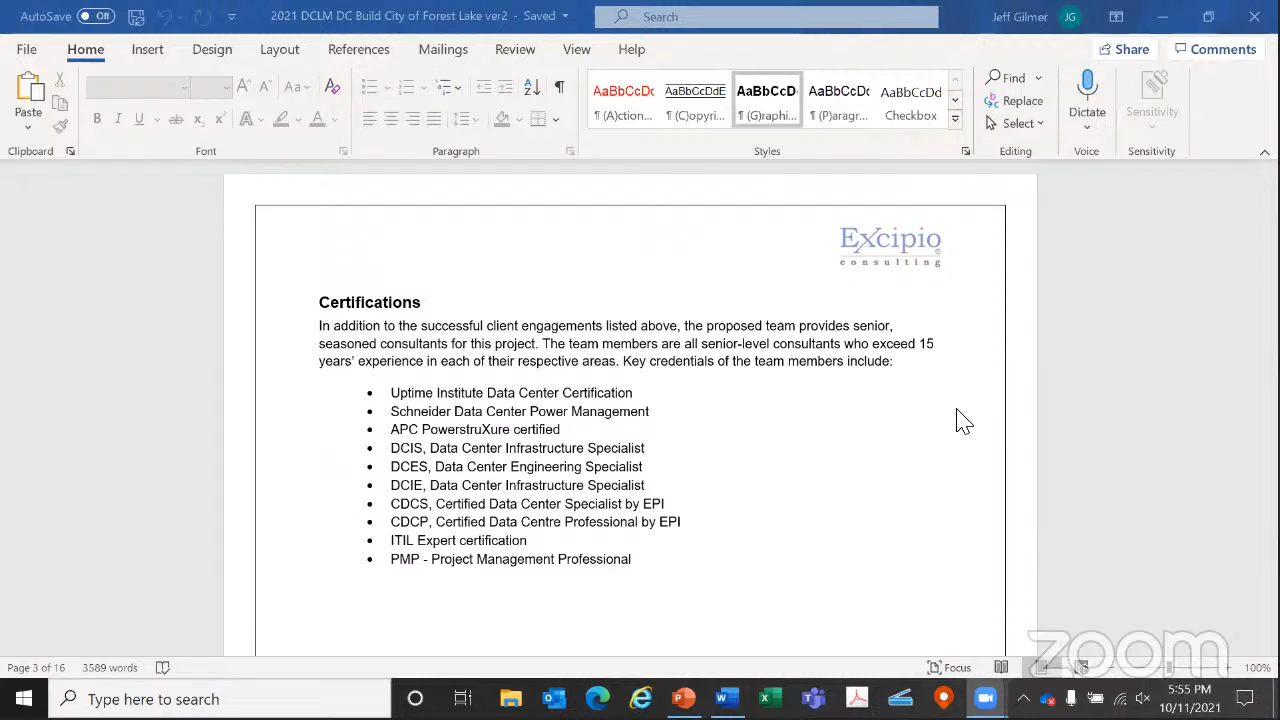 AutoSave Off 2021 DCLM DC Build City of Forest Lake ver2 - Saved Search Jeff Gilmer JG
File Home Insert Design Layout References Mailings Review View Help Share Comments
Paste Find
Replace
Select Dictate Sensitivity
AaBbCcDc AaBbCcDdE AaBbCcD AaBbCcDc AaBbCcDd
¶ (A)ction... ¶ (C)opyri... ¶ (G)raphi... ¶ (P)aragr... Checkbox
Clipboard Font Paragraph Styles Editing Voice Sensitivity
Excipio
consulting
Certifications
In addition to the successful client engagements listed above, the proposed team provides senior,
seasoned consultants for this project. The team members are all senior-level consultants who exceed 15
years' experience in each of their respective areas. Key credentials of the team members include:
• Uptime Institute Data Center Certification
• Schneider Data Center Power Management
• APC PowerstruXure certified
• DCIS, Data Center Infrastructure Specialist
• DCES, Data Center Engineering Specialist
• DCIE, Data Center Infrastructure Specialist
• CDCS, Certified Data Center Specialist by EPI
• CDCP, Certified Data Centre Professional by EPI
• ITIL Expert certification
• PMP - Project Management Professional
zoom
Page 3 of 16 3589 words Focus 100%
Type here to search 5:55 PM
10/11/2021